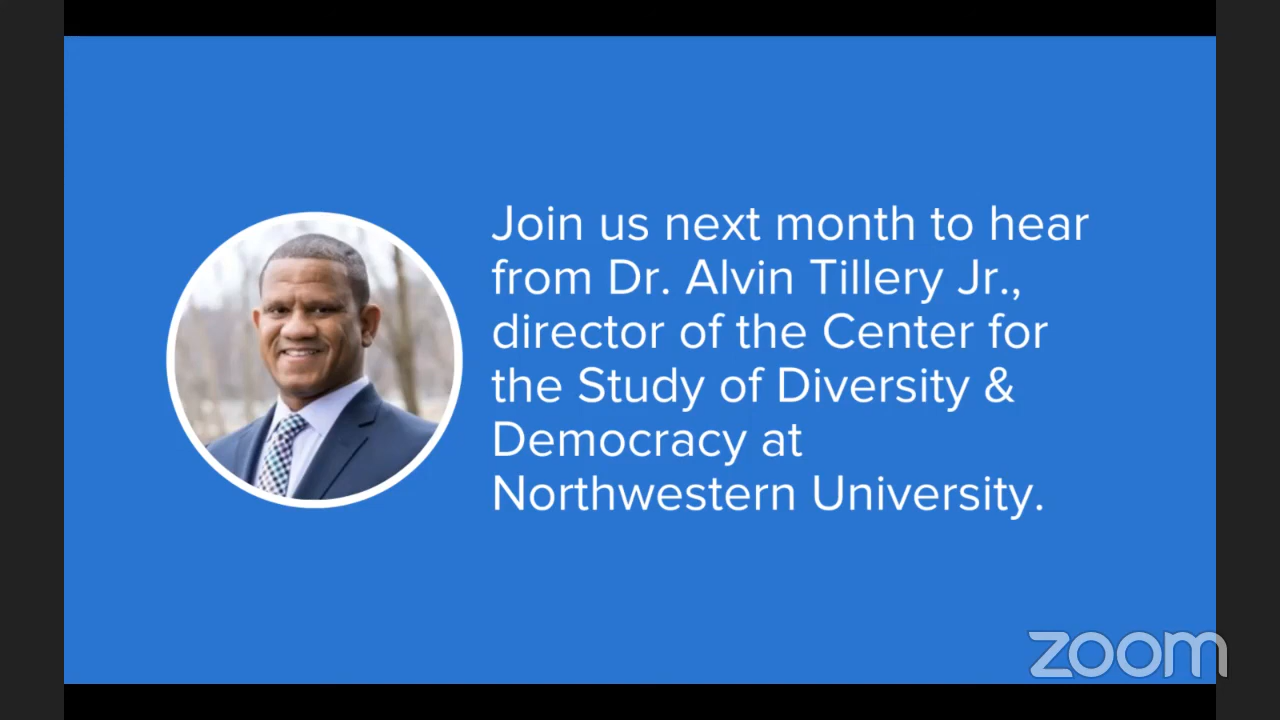 Join us next month to hear
from Dr. Alvin Tillery Jr.,
director of the Center for
the Study of Diversity &
Democracy at
Northwestern University.
zoom